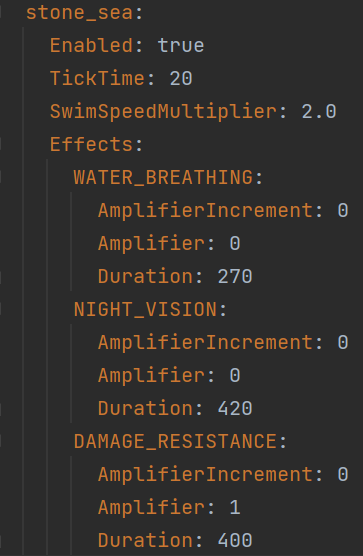 stone_sea:
Enabled: true
TickTime: 20
SwimSpeedMultiplier: 2.0
Effects:
WATER_BREATHING:
AmplifierIncrement: 0
Amplifier: 0
Duration: 270
NIGHT_VISION:
AmplifierIncrement: 0
Amplifier: 0
Duration: 420
DAMAGE_RESISTANCE:
AmplifierIncrement: 0
Amplifier: 1
Duration: 400